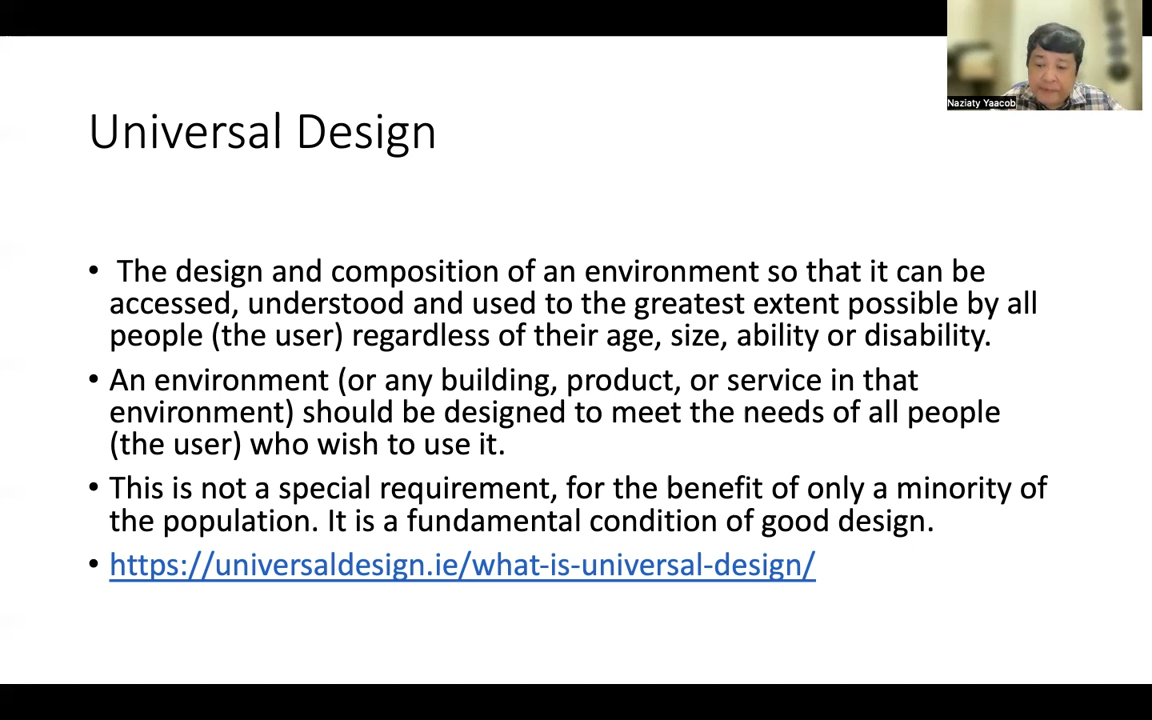 Naziaty Yaacob
Universal Design
• The design and composition of an environment so that it can be
accessed, understood and used to the greatest extent possible by all
people (the user) regardless of their age, size, ability or disability.
• An environment (or any building, product, or service in that
environment) should be designed to meet the needs of all people
(the user) who wish to use it.
• This is not a special requirement, for the benefit of only a minority of
the population. It is a fundamental condition of good design.
• https://universaldesign.ie/what-is-universal-design/